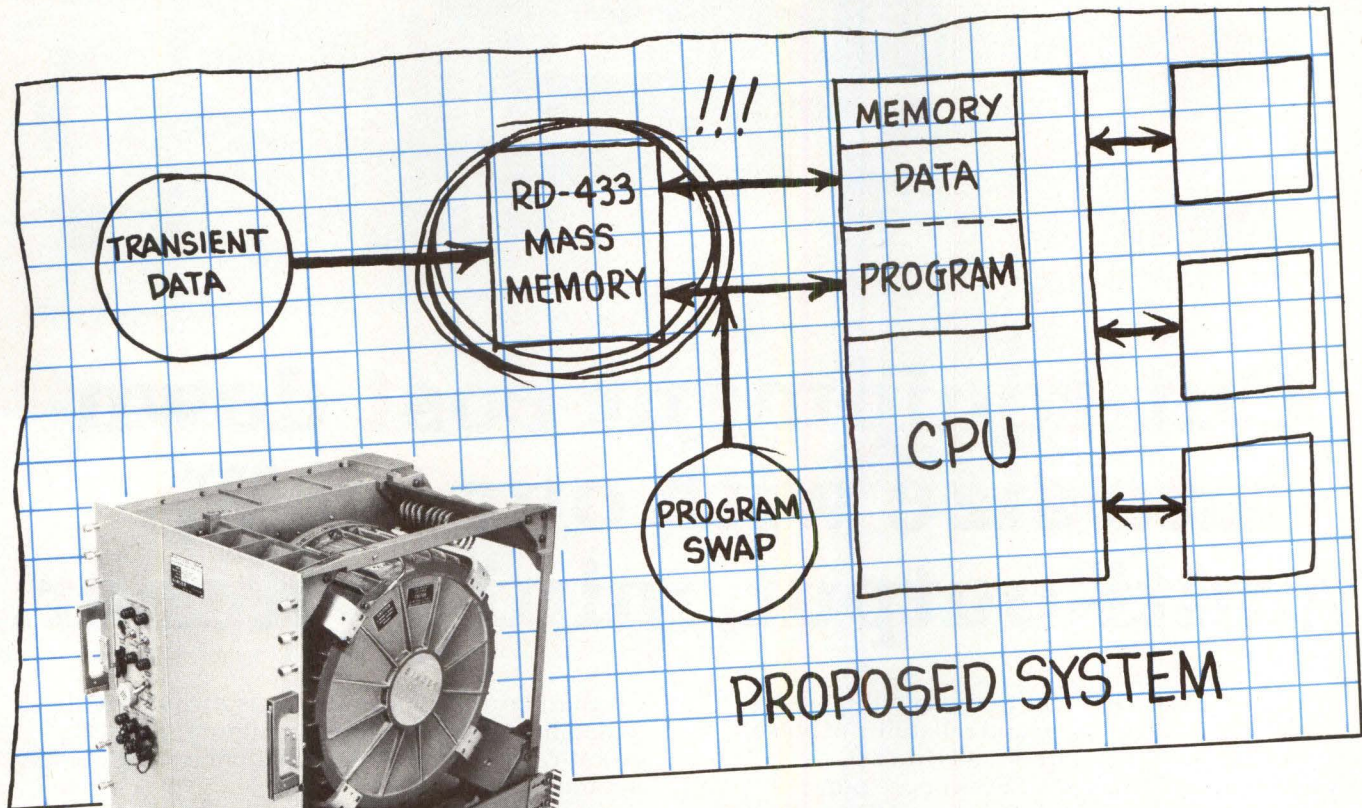 !!!
MEMORY
DATA
PROGRAM
CPU
TRANSIENT
DATA
RD-433
MASS
MEMORY
PROGRAM
SWAP
PROPOSED SYSTEM